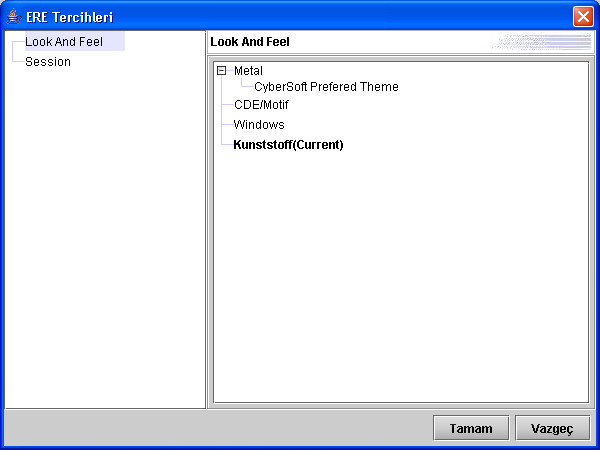 ERE Tercihleri
Look And Feel
Session
Look And Feel
Metal
CyberSoft Prefered Theme
CDE/Motif
Windows
Kunststoff(Current)
Tamam
Vazgeç